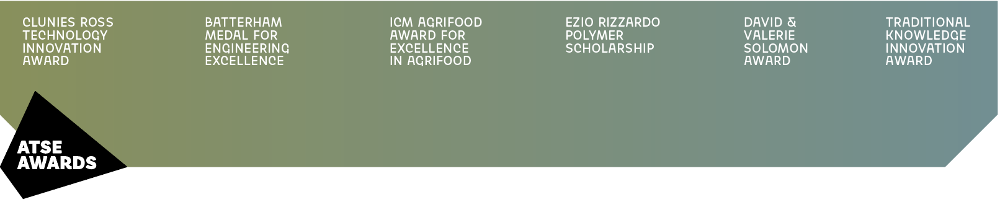 CLUNIES ROSS
TECHNOLOGY
INNOVATION
AWARD
BATTERHAM
MEDAL FOR
ENGINEERING
EXCELLENCE
ICM AGRIFOOD
AWARD FOR
EXCELLENCE
IN AGRIFOOD
EZIO RIZZARDO
POLYMER
SCHOLARSHIP
DAVID &
VALERIE
SOLOMON
AWARD
TRADITIONAL
KNOWLEDGE
INNOVATION
AWARD
ATSE
AWARDS